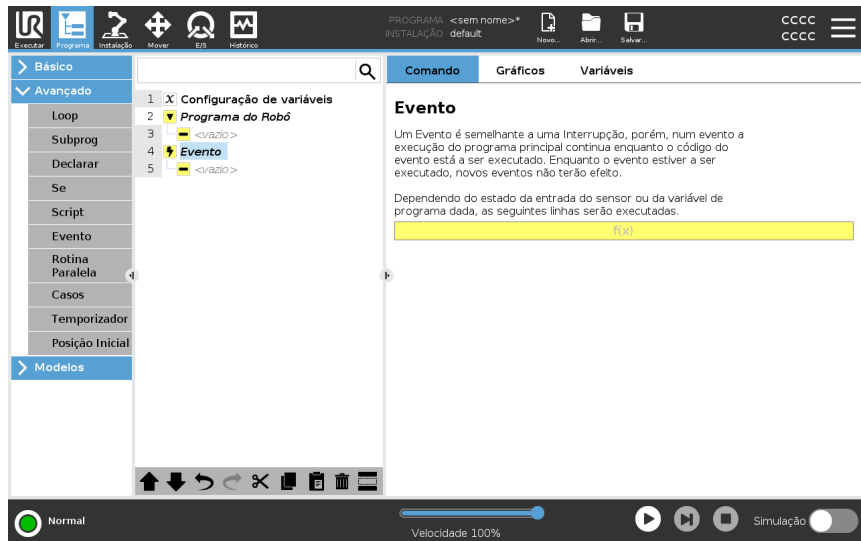 UR
Executar
Programa
Instalação
Mover
E/S
Histórico
PROGRAMA <sem nome>*
INSTALAÇÃO default
Novo...
Abrir...
Salvar...
cccc
cccc
Básico
Avançado
Loop
Subprog
Declarar
Se
Script
Evento
Rotina
Paralela
Casos
Temporizador
Posição Inicial
Modelos
1 x Configuração de variáveis
2 Programa do Robô
3 <vazio>
4 Evento
5 <vazio>
Comando
Gráficos
Variáveis
Evento
Um Evento é semelhante a uma Interrupção, porém, num evento a
execução do programa principal continua enquanto o código do
evento está a ser executado. Enquanto o evento estiver a ser
executado, novos eventos não terão efeito.
Dependendo do estado da entrada do sensor ou da variável de
programa dada, as seguintes linhas serão executadas.
f(x)
Normal
Velocidade 100%
Simulação